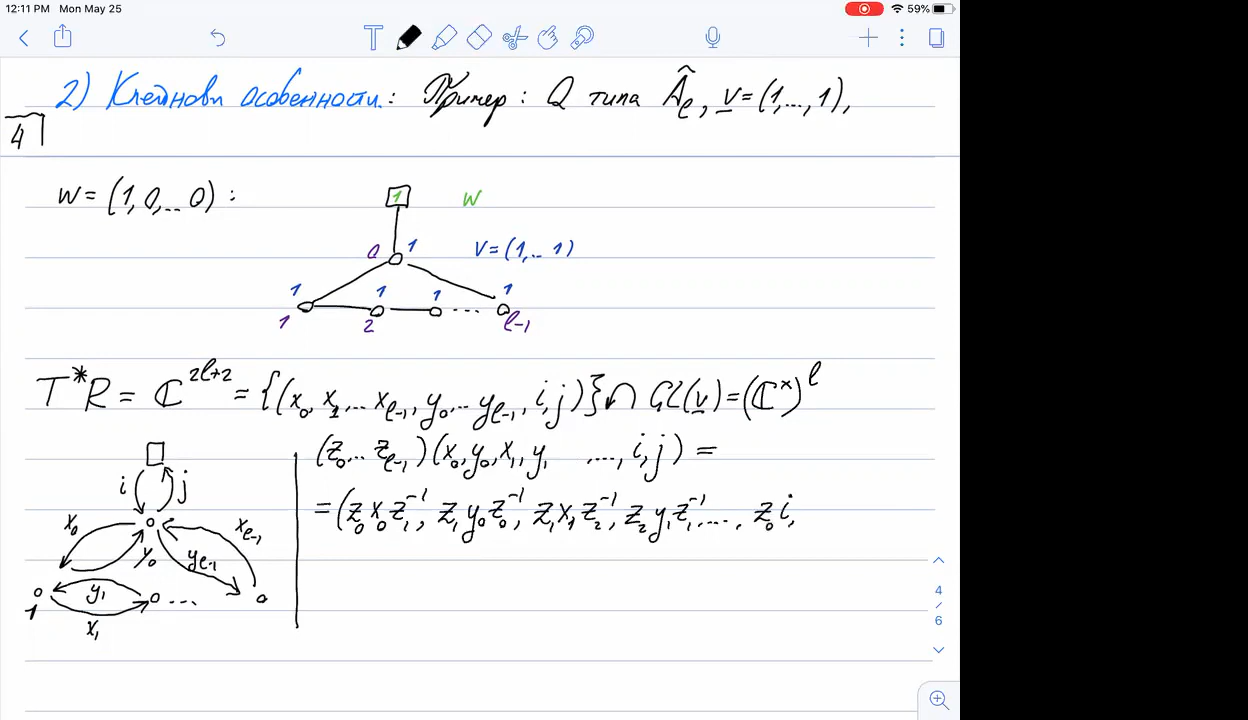 12:11 PM Mon May 25
59%
2) Клейновы особенности: Пример: Q типа Â_ℓ, v=(1,...,1),
4
w=(1,0,...0):
1 w
0 1 v=(1,...1)
1 1 1 1
1 2 ... ℓ-1
T*R = ℂ^{2ℓ+2} = {(x_0, x_1,... x_{ℓ-1}, y_0... y_{ℓ-1}, i,j)} ↶ GL(v)=(ℂ^×)^ℓ
(z_0... z_{ℓ-1})(x_0,y_0,x_1,y_1 ...., i,j) =
=(z_0 x_0 z_1^{-1}, z_1 y_0 z_0^{-1}, z_1 x_1 z_2^{-1}, z_2 y_1 z_1^{-1},..., z_0 i,
i j
x_0 y_0 y_{ℓ-1} x_{ℓ-1}
1 y_1 ...
x_1
4
/
6